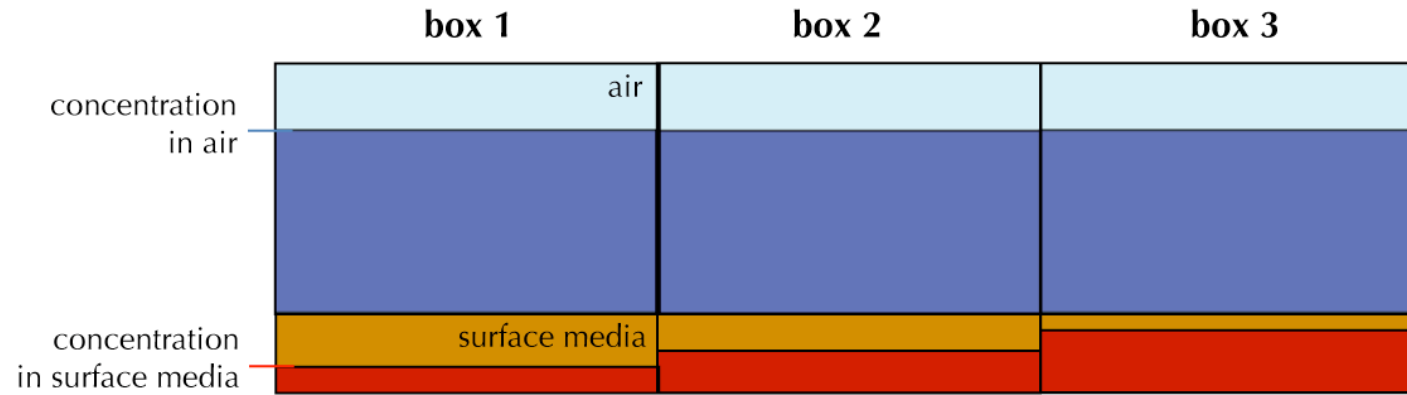 box 1
box 2
box 3
air
concentration
in air
surface media
concentration
in surface media